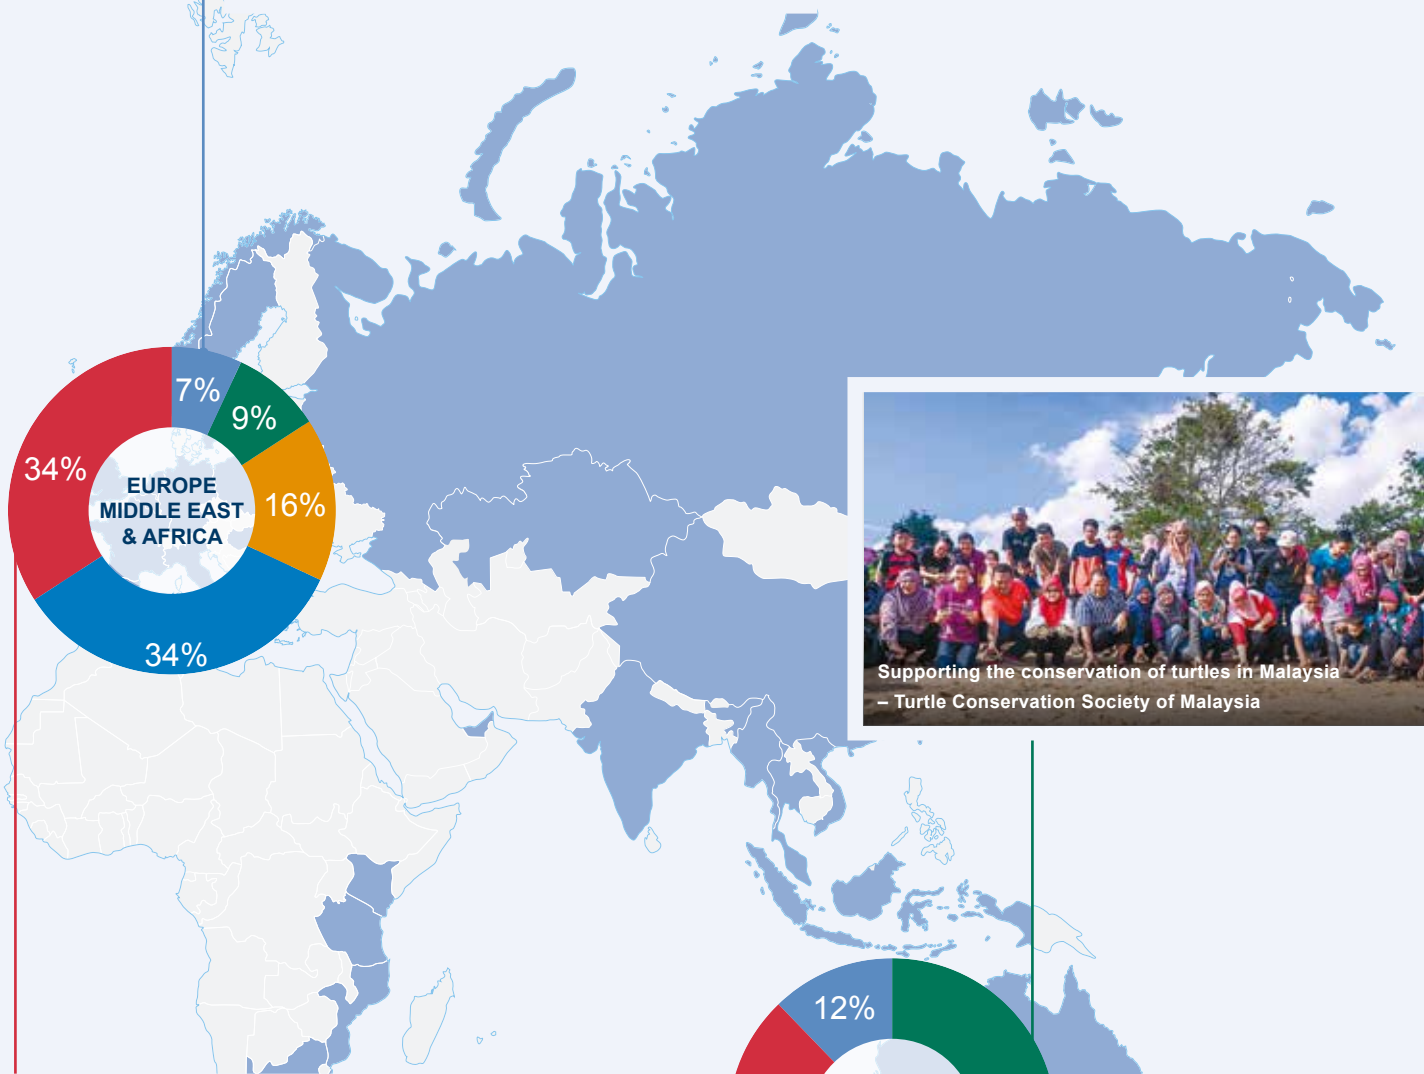 7%
9%
34%
EUROPE
MIDDLE EAST
& AFRICA
16%
34%
Supporting the conservation of turtles in Malaysia
– Turtle Conservation Society of Malaysia
12%